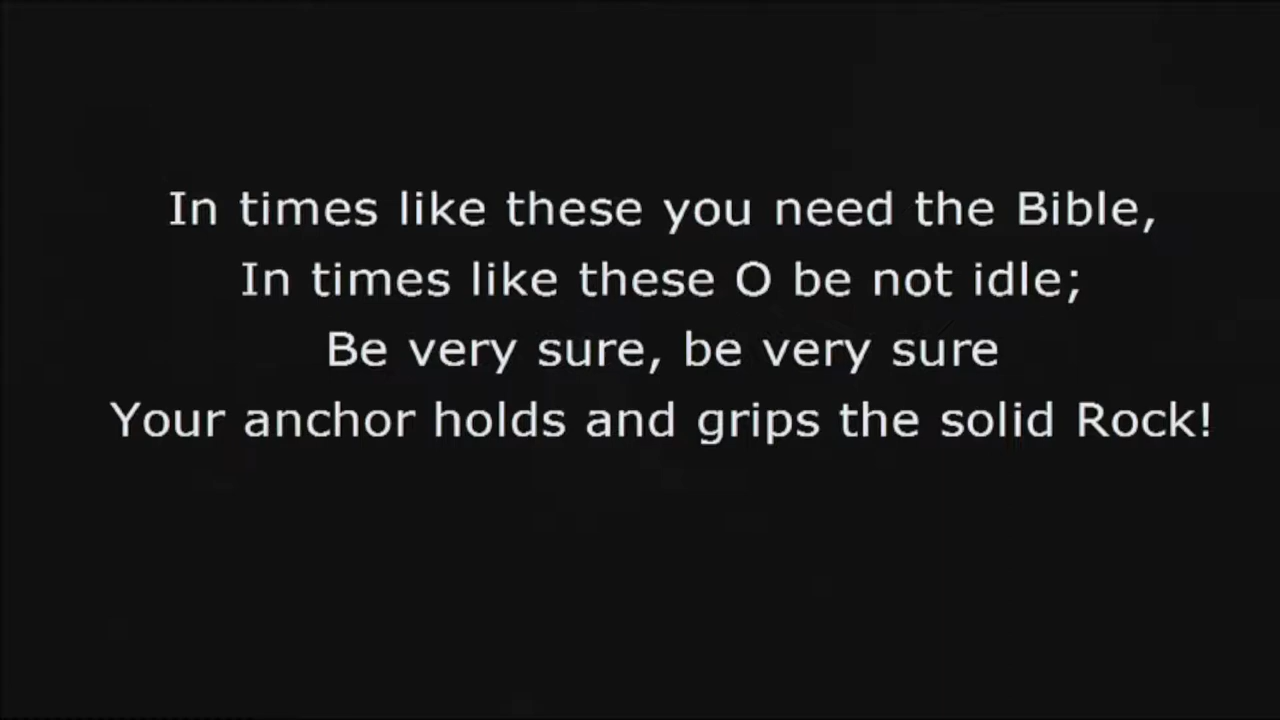 In times like these you need the Bible,
In times like these O be not idle;
Be very sure, be very sure
Your anchor holds and grips the solid Rock!